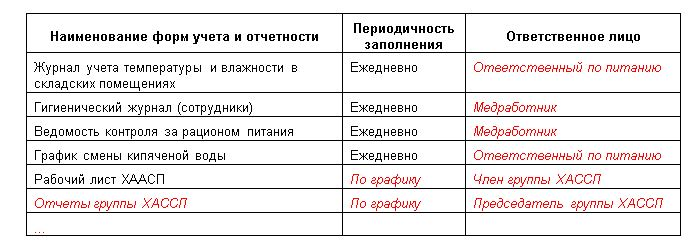 Наименование форм учета и отчетности Периодичность заполнения Ответственное лицо
Журнал учета температуры и влажности в складских помещениях Ежедневно Ответственный по питанию
Гигиенический журнал (сотрудники) Ежедневно Медработник
Ведомость контроля за рационом питания Ежедневно Медработник
График смены кипяченой воды Ежедневно Ответственный по питанию
Рабочий лист ХААСП По графику Член группы ХАССП
Отчеты группы ХАССП По графику Председатель группы ХАССП
...